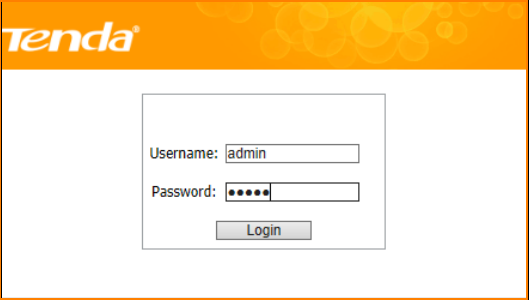 Tenda®
Username: admin
Password: •••••
Login